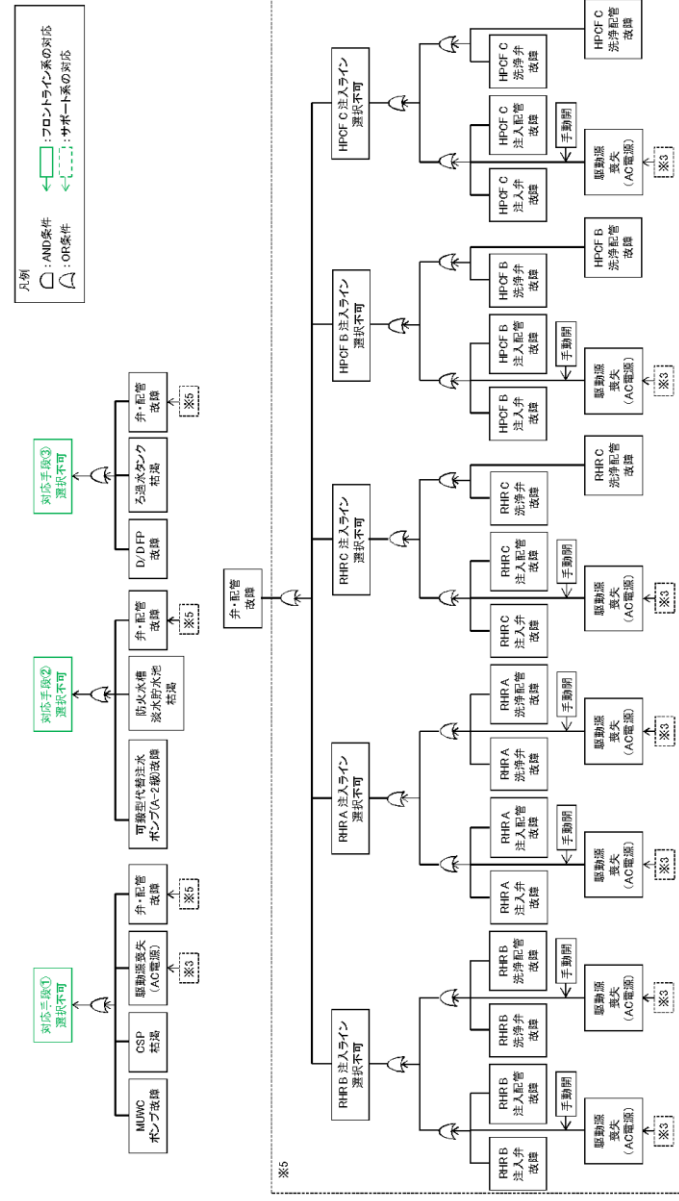 凡例
:AND条件
:OR条件
:フロントライン系の対応
:サポート系の対応
対応手段①
選択不可
MUWC
ポンプ故障
CSP
枯渇
駆動源喪失
(AC電源)
※3
弁・配管
故障
※5
対応手段②
選択不可
可搬型代替注水
ポンプ(A-2級)故障
防火水槽
淡水貯水池
枯渇
弁・配管
故障
※5
対応手段③
選択不可
D/DFP
故障
ろ過水タンク
枯渇
弁・配管
故障
※5
※5
弁・配管
故障
RHR B 注入ライン
選択不可
RHR B
注入弁
故障
RHR B
注入配管
故障
手動開
駆動源
喪失
(AC電源)
※3
RHR B
洗浄弁
故障
RHR B
洗浄配管
故障
手動開
駆動源
喪失
(AC電源)
※3
RHR A 注入ライン
選択不可
RHR A
注入弁
故障
RHR A
注入配管
故障
手動開
駆動源
喪失
(AC電源)
※3
RHR A
洗浄弁
故障
RHR A
洗浄配管
故障
手動開
駆動源
喪失
(AC電源)
※3
RHR C 注入ライン
選択不可
RHR C
注入弁
故障
RHR C
注入配管
故障
手動開
駆動源
喪失
(AC電源)
※3
RHR C
洗浄弁
故障
RHR C
洗浄配管
故障
HPCF B 注入ライン
選択不可
HPCF B
注入弁
故障
HPCF B
注入配管
故障
手動開
駆動源
喪失
(AC電源)
※3
HPCF B
洗浄弁
故障
HPCF B
洗浄配管
故障
HPCF C 注入ライン
選択不可
HPCF C
注入弁
故障
HPCF C
注入配管
故障
手動開
駆動源
喪失
(AC電源)
※3
HPCF C
洗浄弁
故障
HPCF C
洗浄配管
故障